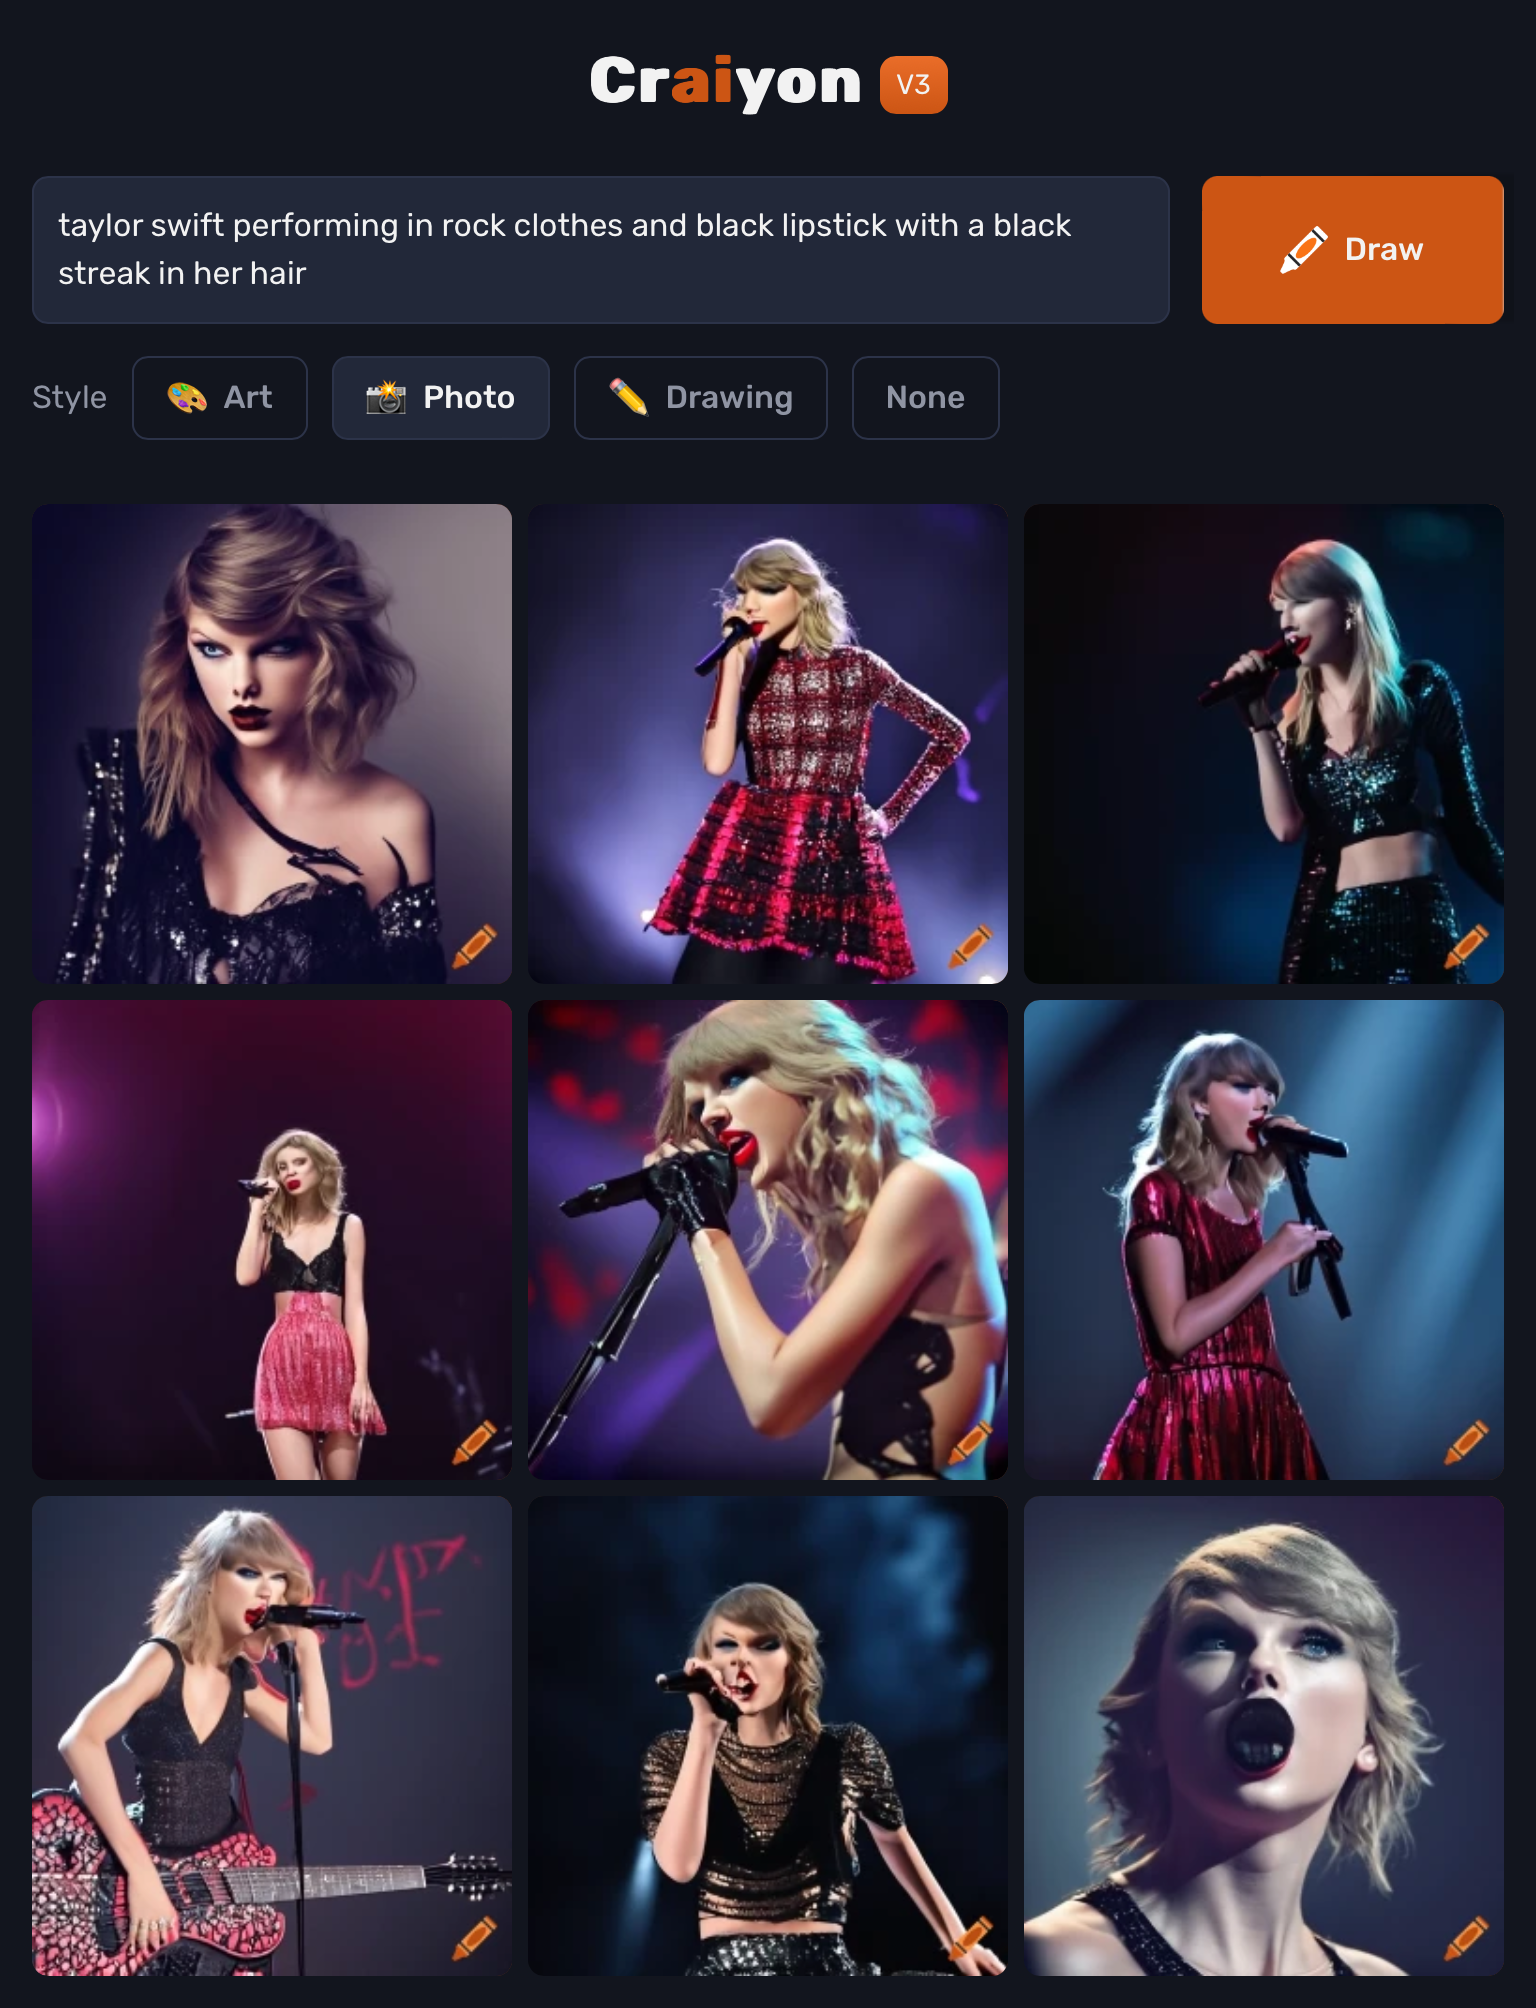 Craiyon V3
taylor swift performing in rock clothes and black lipstick with a black
streak in her hair
Draw
Style Art Photo Drawing None